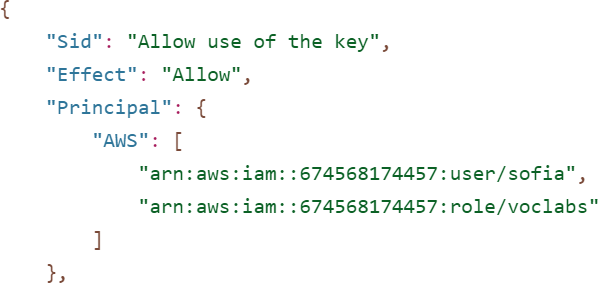 {
    "Sid": "Allow use of the key",
    "Effect": "Allow",
    "Principal": {
        "AWS": [
            "arn:aws:iam::674568174457:user/sofia",
            "arn:aws:iam::674568174457:role/voclabs"
        ]
    },